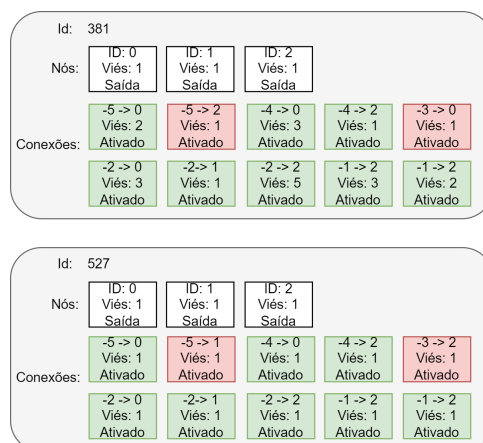 Id: 381
Nós:
ID: 0 ID: 1 ID: 2
Viés: 1 Viés: 1 Viés: 1
Saída Saída Saída
Conexões:
-5 -> 0 -5 -> 2 -4 -> 0 -4 -> 2 -3 -> 0
Viés: 2 Viés: 1 Viés: 3 Viés: 1 Viés: 1
Ativado Ativado Ativado Ativado Ativado
-2 -> 0 -2-> 1 -2 -> 2 -1 -> 2 -1 -> 2
Viés: 3 Viés: 1 Viés: 5 Viés: 3 Viés: 2
Ativado Ativado Ativado Ativado Ativado
Id: 527
Nós:
ID: 0 ID: 1 ID: 2
Viés: 1 Viés: 1 Viés: 1
Saída Saída Saída
Conexões:
-5 -> 0 -5 -> 1 -4 -> 0 -4 -> 2 -3 -> 2
Viés: 1 Viés: 1 Viés: 1 Viés: 1 Viés: 1
Ativado Ativado Ativado Ativado Ativado
-2 -> 0 -2-> 1 -2 -> 2 -1 -> 2 -1 -> 2
Viés: 1 Viés: 1 Viés: 1 Viés: 1 Viés: 1
Ativado Ativado Ativado Ativado Ativado